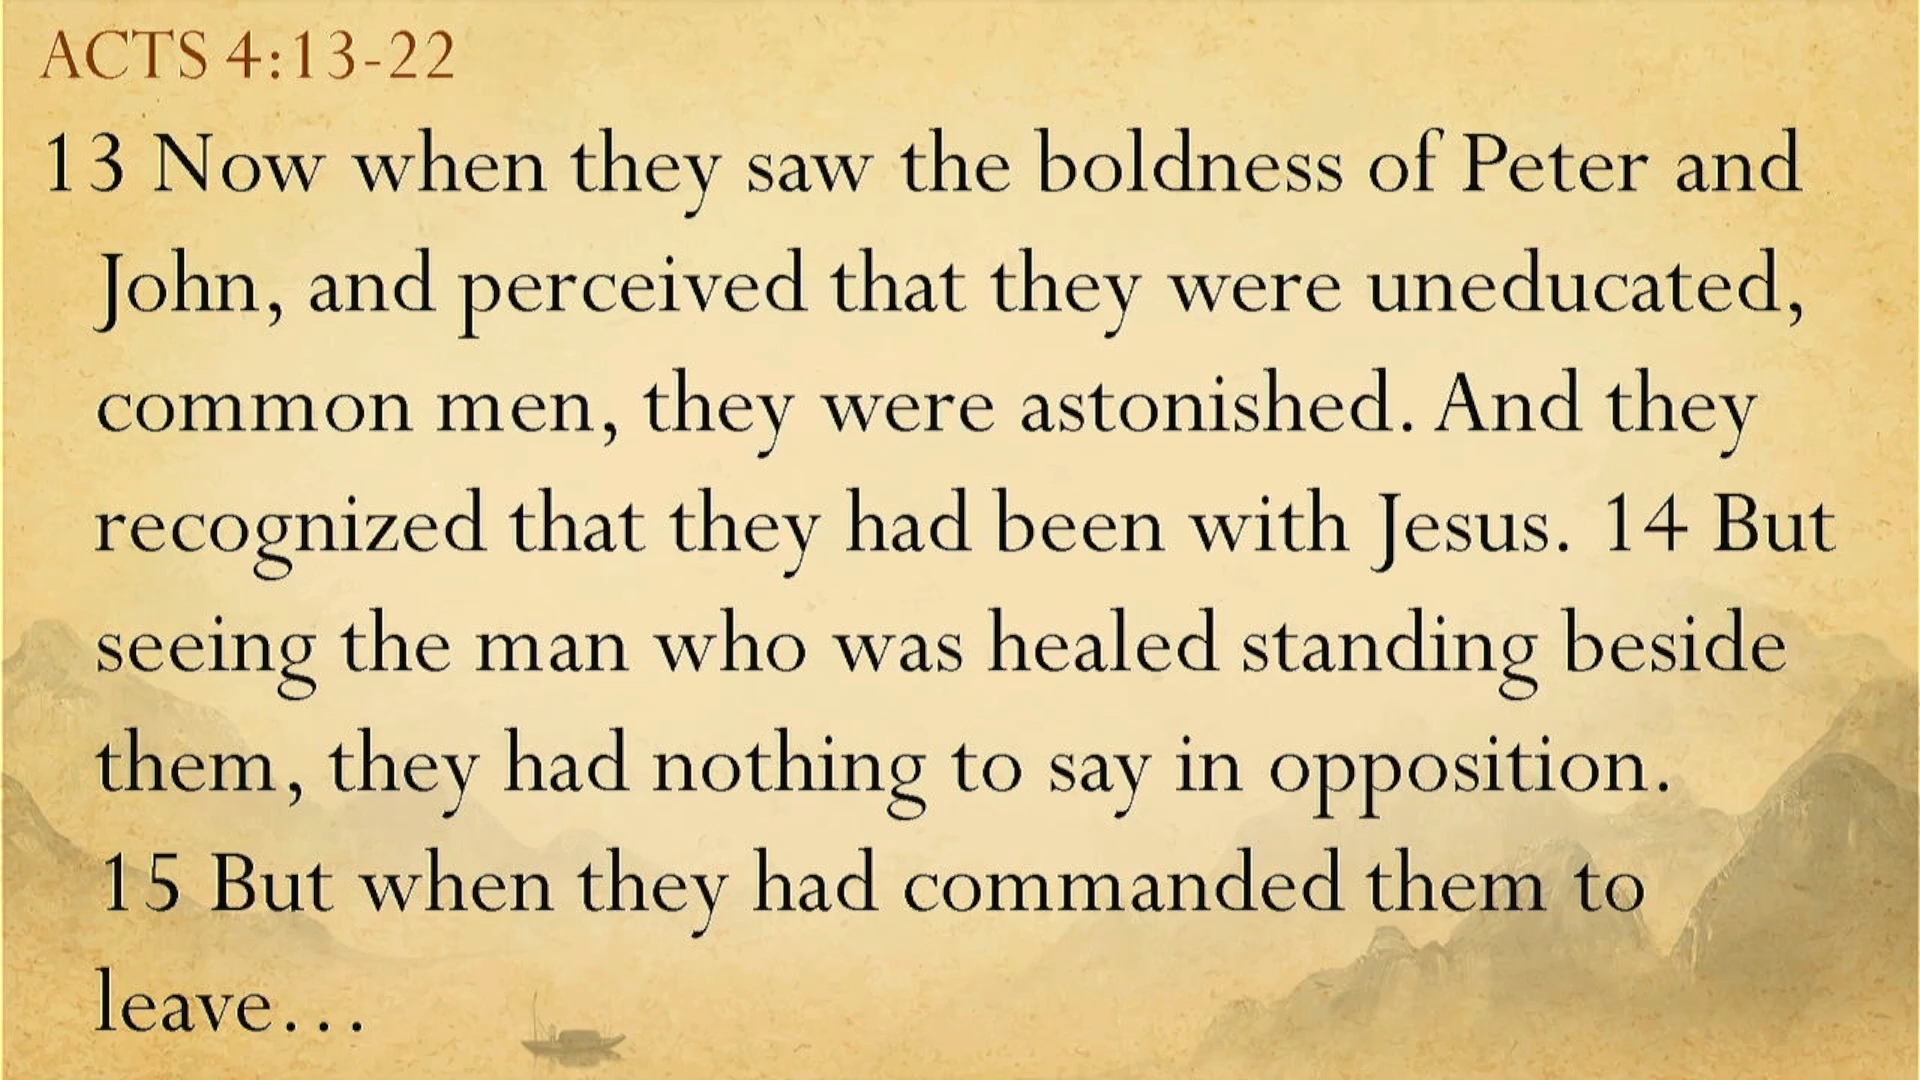 ACTS 4:13-22
13 Now when they saw the boldness of Peter and
John, and perceived that they were uneducated,
common men, they were astonished. And they
recognized that they had been with Jesus. 14 But
seeing the man who was healed standing beside
them, they had nothing to say in opposition.
15 But when they had commanded them to
leave…